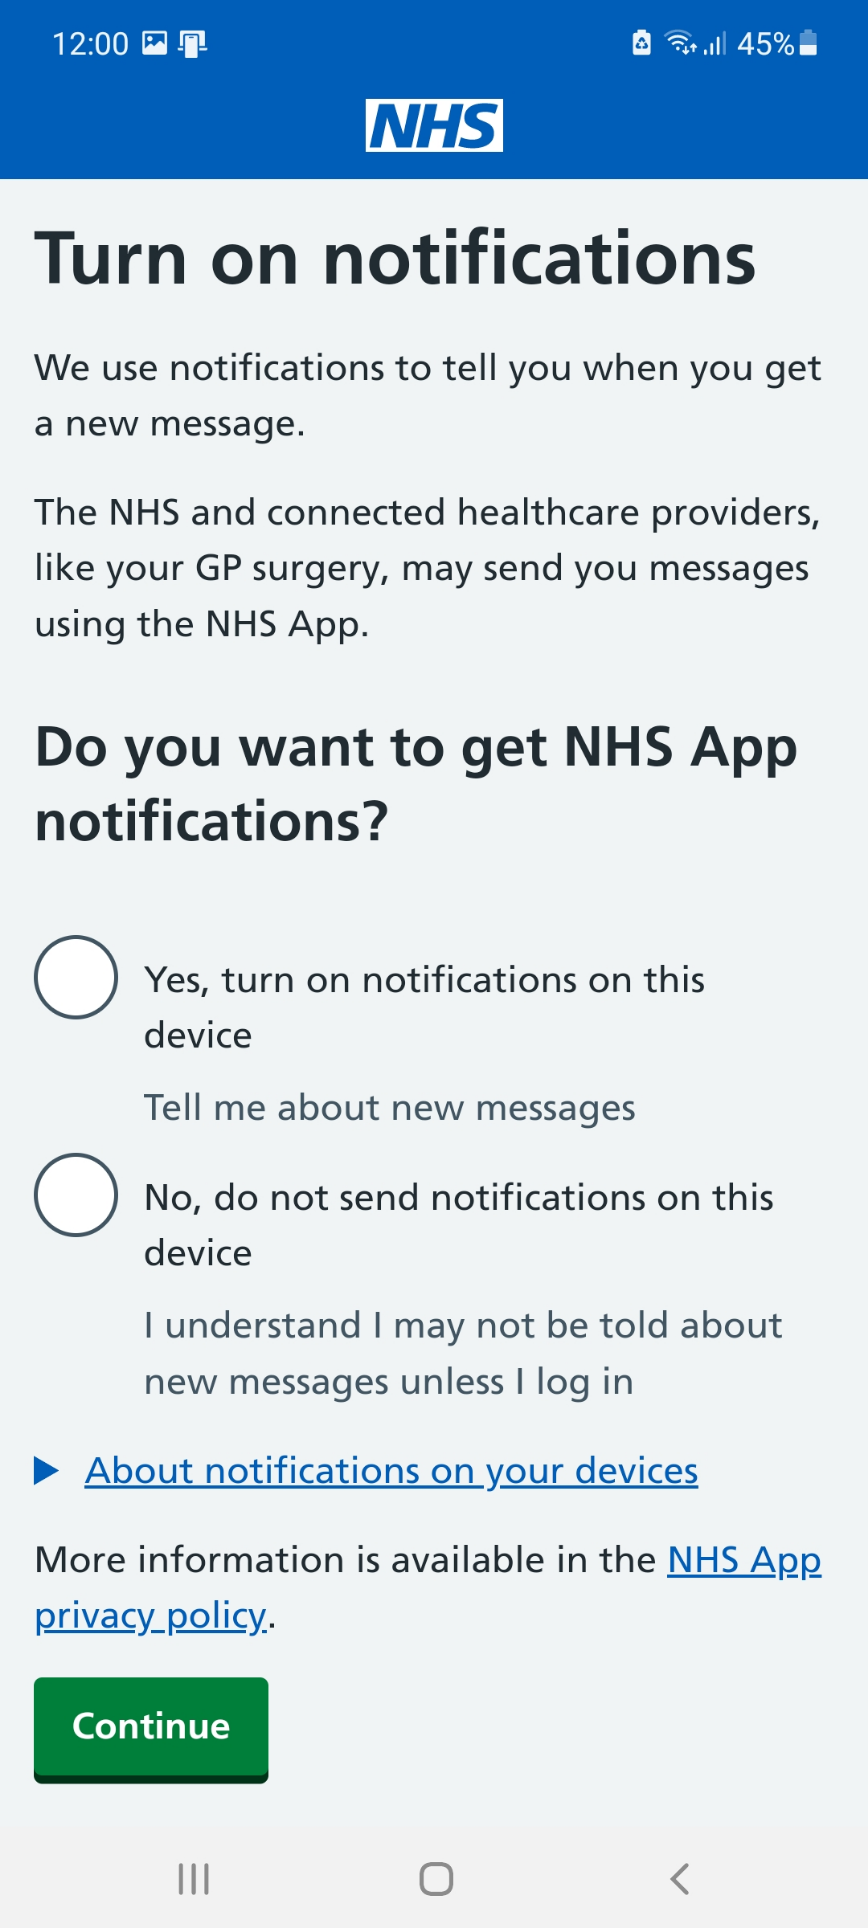 12:00
45%
NHS
Turn on notifications
We use notifications to tell you when you get
a new message.
The NHS and connected healthcare providers,
like your GP surgery, may send you messages
using the NHS App.
Do you want to get NHS App
notifications?
Yes, turn on notifications on this
device
Tell me about new messages
No, do not send notifications on this
device
I understand I may not be told about
new messages unless I log in
About notifications on your devices
More information is available in the NHS App
privacy policy.
Continue